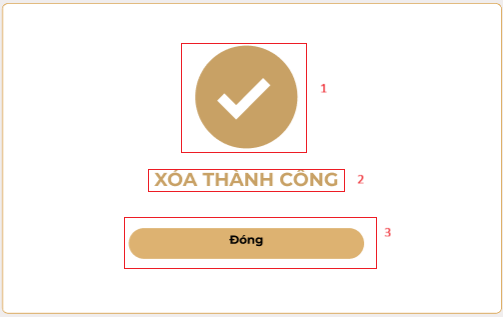 1
XÓA THÀNH CÔNG 2
Đóng 3